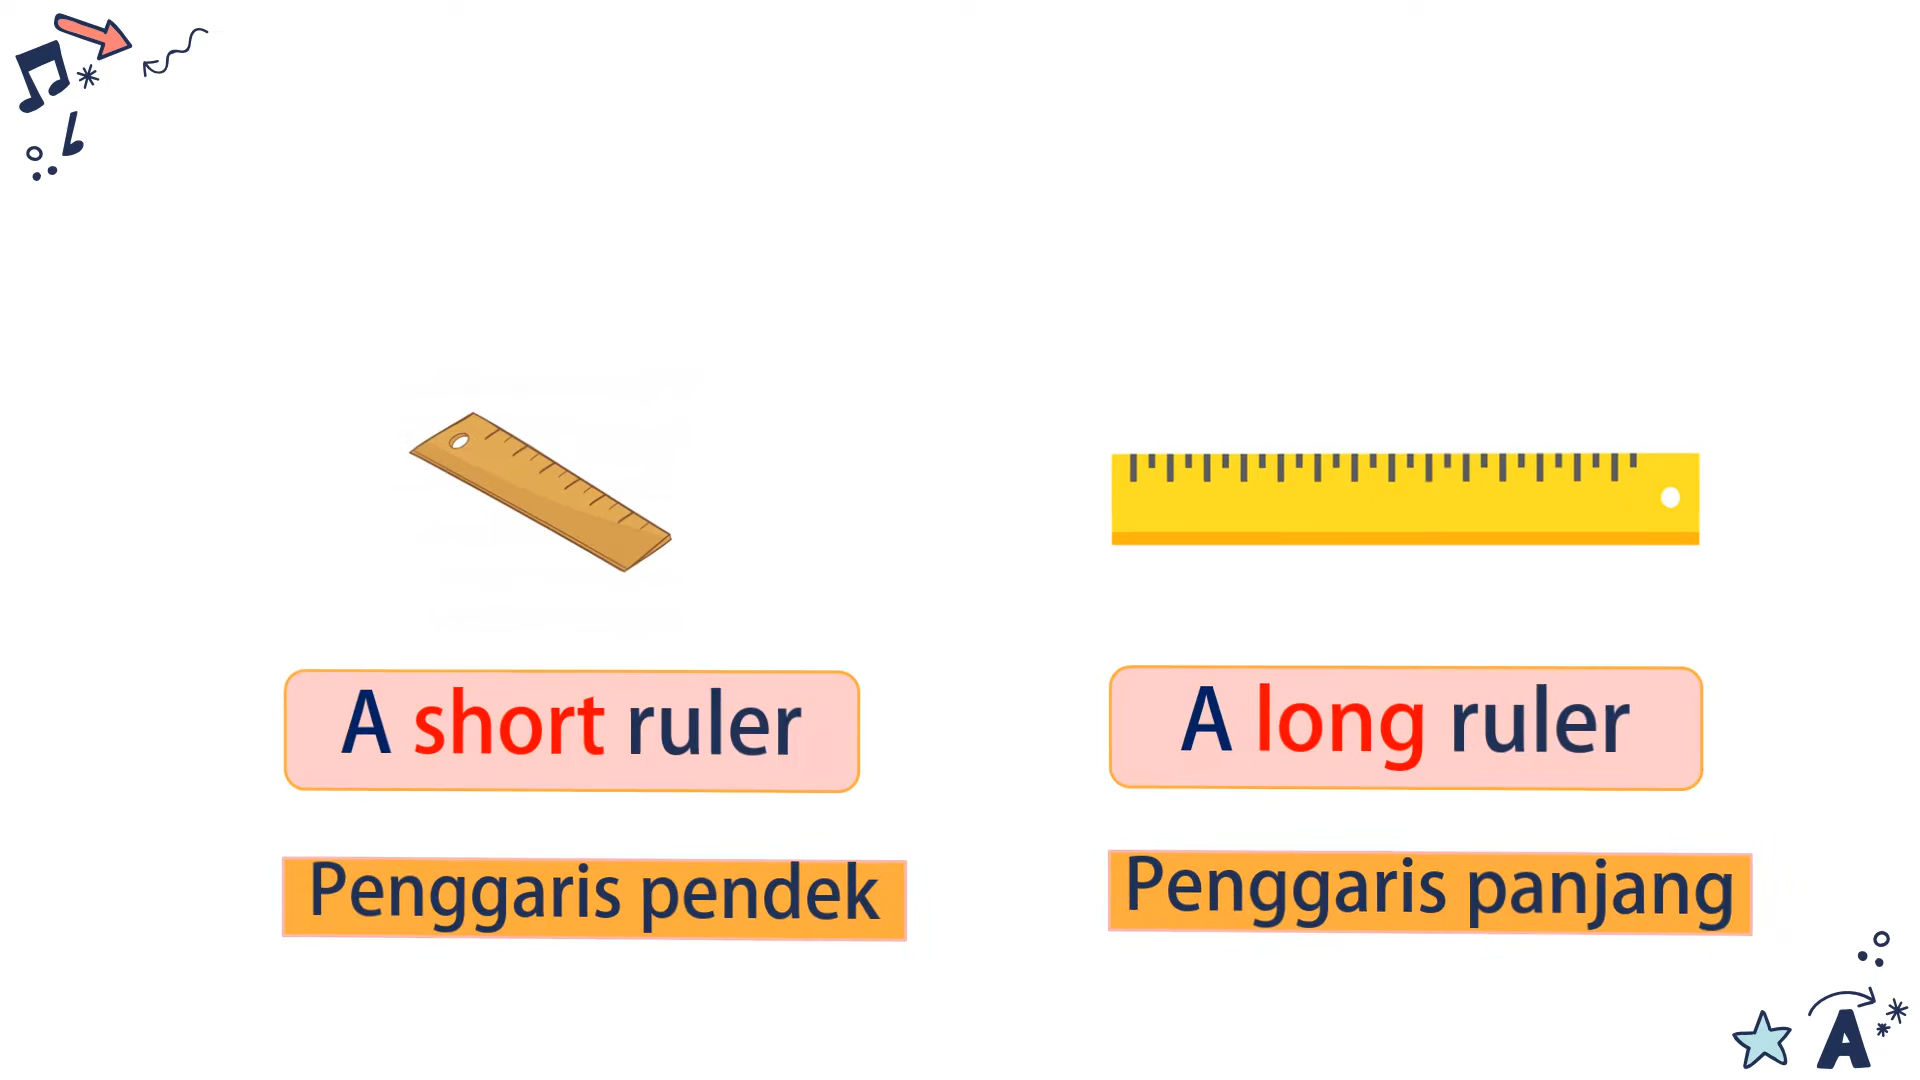 A short ruler
Penggaris pendek
A long ruler
Penggaris panjang
A